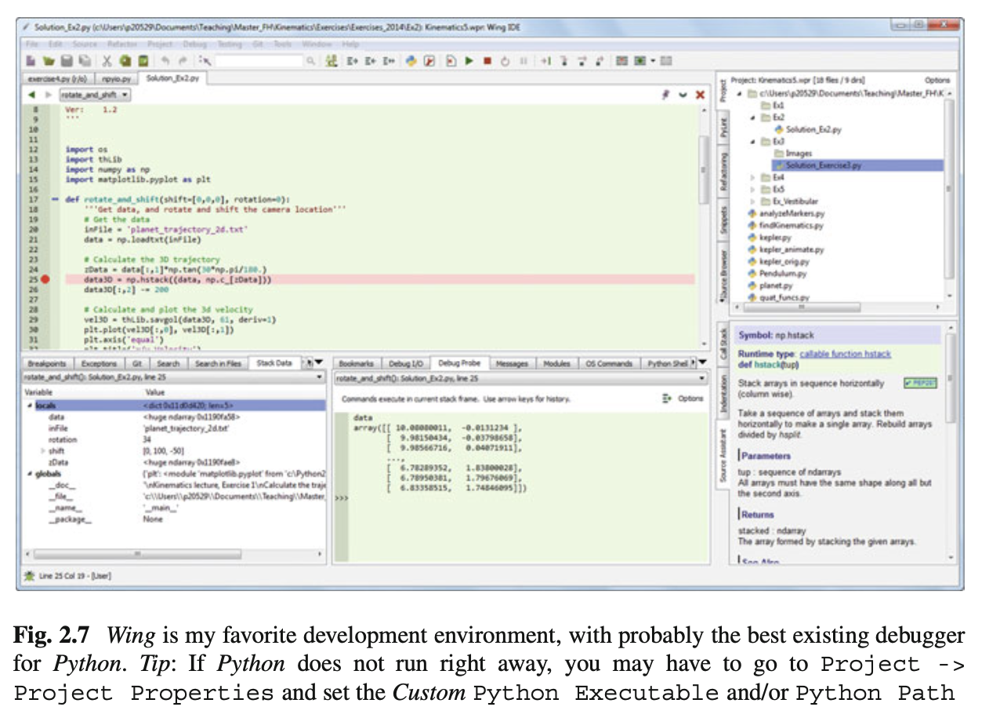 Solution_Ex2.py (c:\Users\p20529\Documents\Teaching\Master_FH\Kinematics\Exercises\Exercises_2014\Ex2): Kinematics5.wpr: Wing IDE
File Edit Source Refactor Project Debug Testing Git Tools Window Help
exercise4.py (r/o) npyio.py Solution_Ex2.py
rotate_and_shift
8 Ver: 1.2
9 '''
10
11
12 import os
13 import thLib
14 import numpy as np
15 import matplotlib.pyplot as plt
16
17 def rotate_and_shift(shift=[0,0,0], rotation=0):
18 '''Get data, and rotate and shift the camera location'''
19 # Get the data
20 inFile = 'planet_trajectory_2d.txt'
21 data = np.loadtxt(inFile)
22
23 # Calculate the 3D trajectory
24 zData = data[:,1]*np.tan(30*np.pi/180.)
25 data3D = np.hstack((data, np.c_[zData]))
26 data3D[:,2] -= 200
27
28 # Calculate and plot the 3d velocity
29 vel3D = thLib.savgol(data3D, 61, deriv=1)
30 plt.plot(vel3D[:,0], vel3D[:,1])
31 plt.axis('equal')
Project: Kinematics5.wpr [18 files / 9 drs] Options
c:\Users\p20529\Documents\Teaching\Master_FH\K
Ex1
Ex2
Solution_Ex2.py
Ex3
Images
Solution_Exercise3.py
Ex4
Ex5
Ex_Vestibular
analyzeMarkers.py
findKinematics.py
kepler.py
kepler_animate.py
kepler_orig.py
Pendulum.py
planet.py
quat_funcs.py
Project
PyLint
Refactoring
Snippets
Source Browser
Breakpoints Exceptions Git Search Search in Files Stack Data
rotate_and_shift(): Solution_Ex2.py, line 25
Variable Value
locals <dict 0x11d0d420; len=5>
data <huge ndarray 0x1190fa58>
inFile 'planet_trajectory_2d.txt'
rotation 34
shift [0, 100, -50]
zData <huge ndarray 0x1190fae8>
globals {'plt': <module 'matplotlib.pyplot' from 'c:\Python2
__doc__ '\nKinematics lecture, Exercise 1\nCalculate the traje
__file__ 'c:\\Users\\p20529\\Documents\\Teaching\\Master_
__name__ '__main__'
__package__ None
Bookmarks Debug I/O Debug Probe Messages Modules OS Commands Python Shell
rotate_and_shift(): Solution_Ex2.py, line 25
Commands execute in current stack frame. Use arrow keys for history. Options
data
array([[ 10.08080011, -0.0131234 ],
[ 9.98150434, -0.03798658],
[ 9.98566716, 0.04071911],
...,
[ 6.78289352, 1.83800028],
[ 6.78950381, 1.79676069],
[ 6.83358515, 1.74846095]])
>>>
Call Stack
Indentation
Source Assistant
Symbol: np.hstack
Runtime type: callable function hstack
def hstack(tup)
Stack arrays in sequence horizontally
(column wise).
Take a sequence of arrays and stack them
horizontally to make a single array. Rebuild arrays
divided by hsplit.
Parameters
tup : sequence of ndarrays
All arrays must have the same shape along all but
the second axis.
Returns
stacked : ndarray
The array formed by stacking the given arrays.
See Also
Line 25 Col 19 - [User]
Fig. 2.7 Wing is my favorite development environment, with probably the best existing debugger
for Python. Tip: If Python does not run right away, you may have to go to Project ->
Project Properties and set the Custom Python Executable and/or Python Path